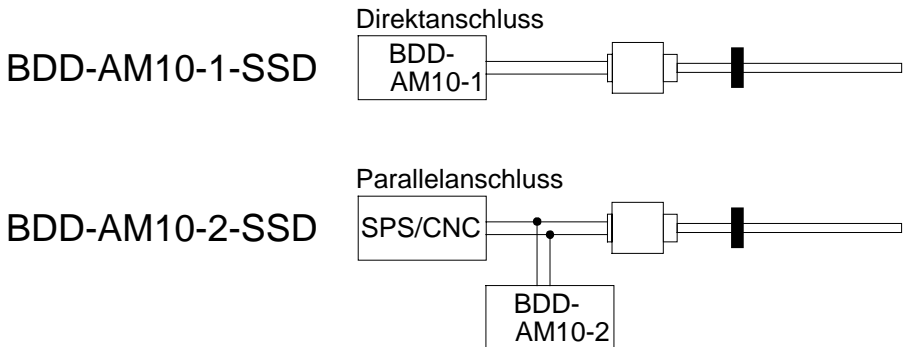 Direktanschluss
BDD-AM10-1-SSD
BDD-
AM10-1
Parallelanschluss
BDD-AM10-2-SSD
SPS/CNC
BDD-
AM10-2